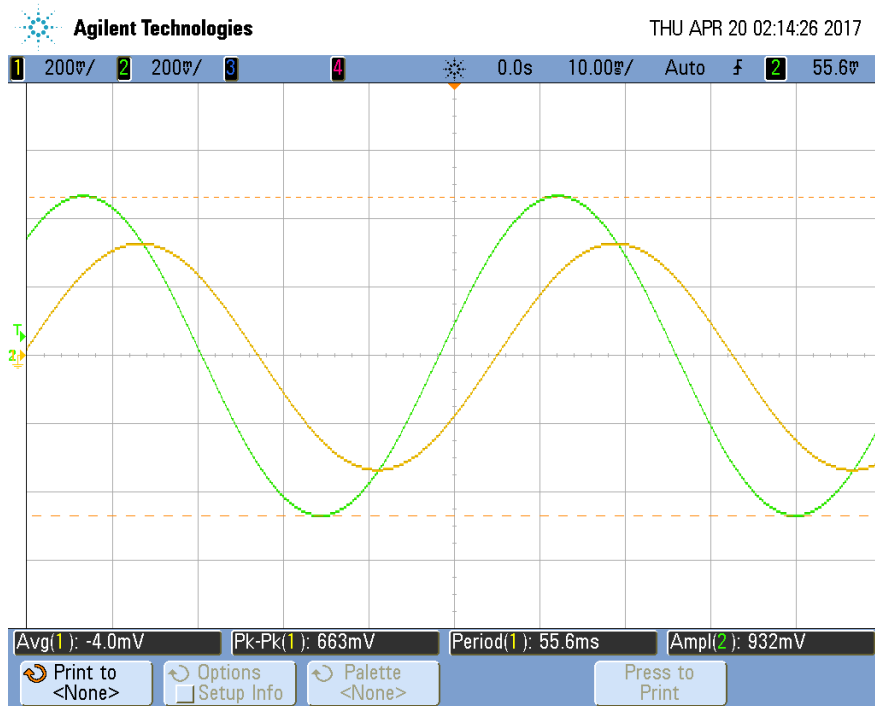 Agilent Technologies
THU APR 20 02:14:26 2017
1 200mV/ 2 200mV/ 3 4 0.0s 10.00ms/ Auto 2 55.6mV
T
2
Avg(1): -4.0mV Pk-Pk(1): 663mV Period(1): 55.6ms Ampl(2): 932mV
Print to
<None>
Options
Setup Info
Palette
<None>
Press to
Print